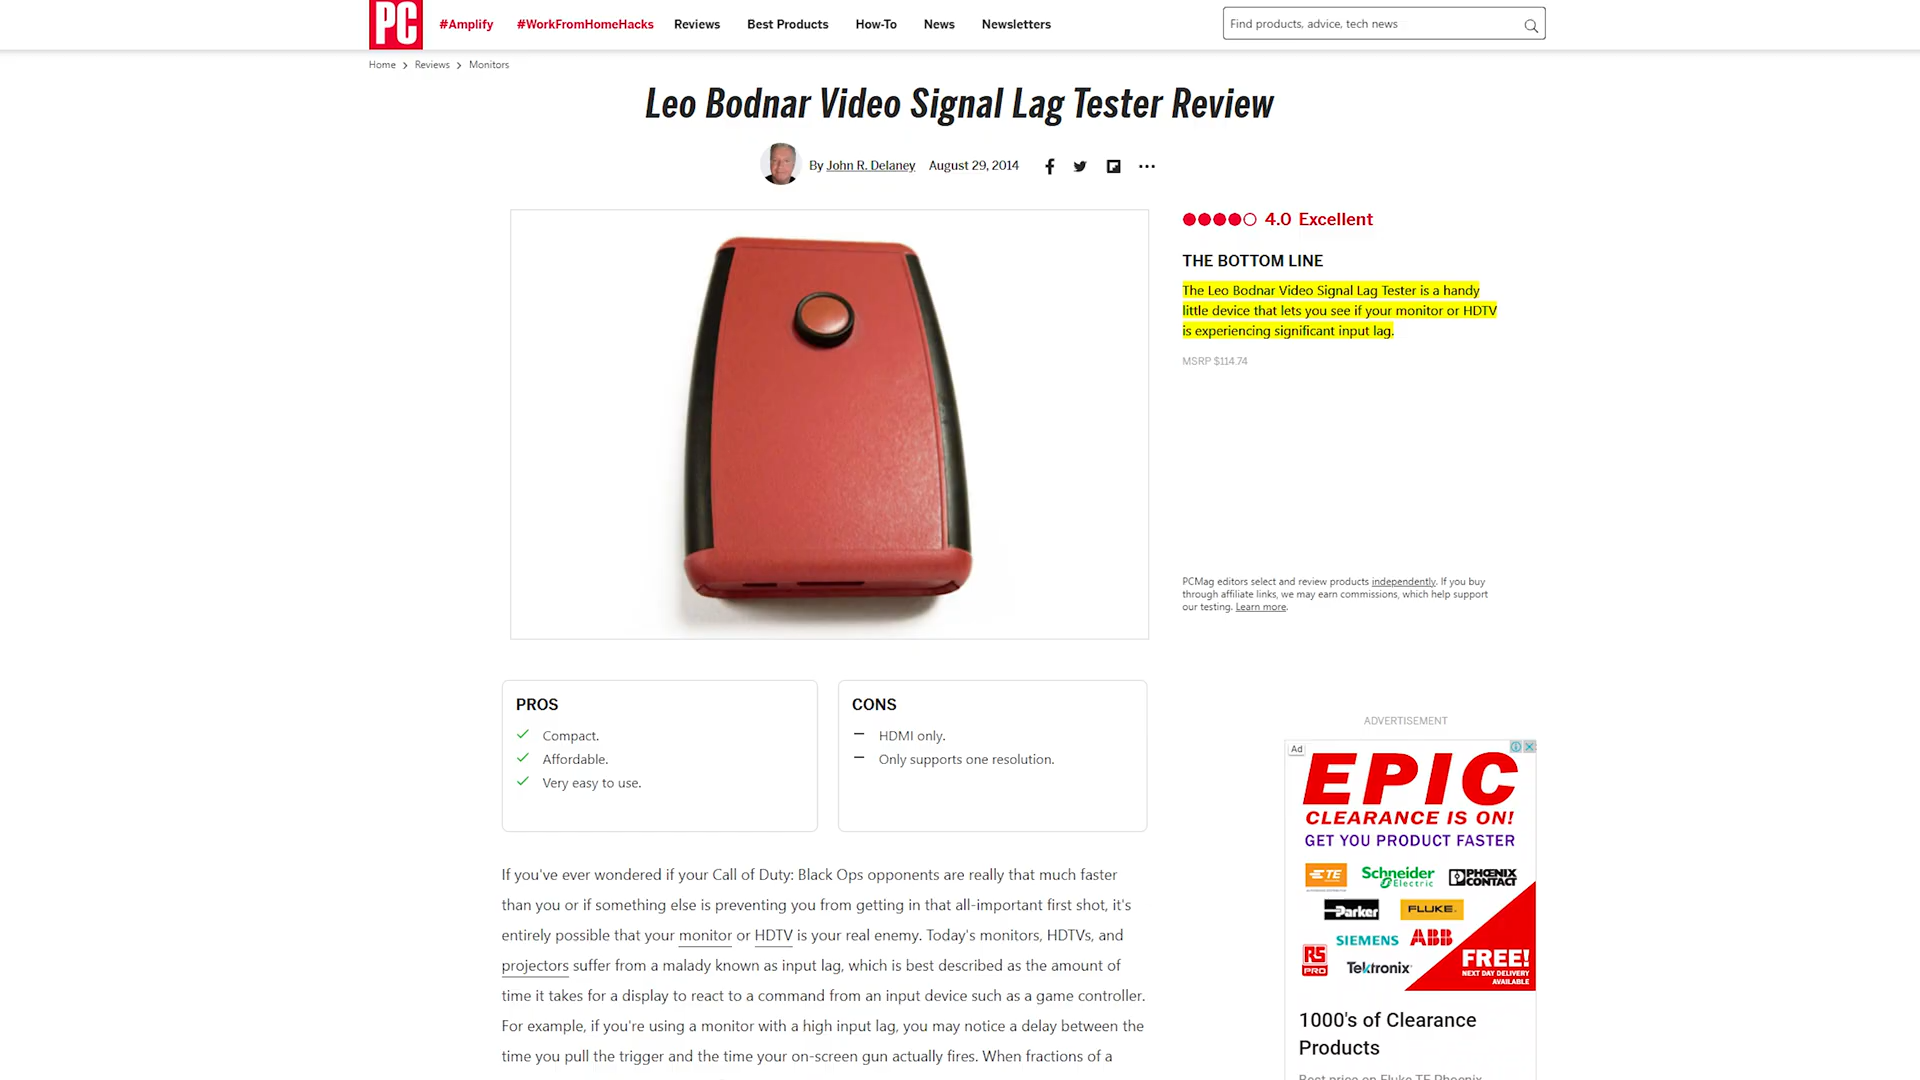 PC
#Amplify
#WorkFromHomeHacks
Reviews
Best Products
How-To
News
Newsletters
Find products, advice, tech news
Home > Reviews > Monitors
Leo Bodnar Video Signal Lag Tester Review
By John R. Delaney August 29, 2014
4.0 Excellent
THE BOTTOM LINE
The Leo Bodnar Video Signal Lag Tester is a handy
little device that lets you see if your monitor or HDTV
is experiencing significant input lag.
MSRP $114.74
PCMag editors select and review products independently. If you buy
through affiliate links, we may earn commissions, which help support
our testing. Learn more.
PROS
Compact.
Affordable.
Very easy to use.
CONS
HDMI only.
Only supports one resolution.
If you've ever wondered if your Call of Duty: Black Ops opponents are really that much faster
than you or if something else is preventing you from getting in that all-important first shot, it's
entirely possible that your monitor or HDTV is your real enemy. Today's monitors, HDTVs, and
projectors suffer from a malady known as input lag, which is best described as the amount of
time it takes for a display to react to a command from an input device such as a game controller.
For example, if you're using a monitor with a high input lag, you may notice a delay between the
time you pull the trigger and the time your on-screen gun actually fires. When fractions of a
ADVERTISEMENT
Ad
EPIC
CLEARANCE IS ON!
GET YOU PRODUCT FASTER
TE
Schneider
Electric
PHŒNIX
CONTACT
Parker
FLUKE
SIEMENS
ABB
RS
PRO
Tektronix
FREE!
NEXT DAY DELIVERY
AVAILABLE
1000's of Clearance
Products
Best price on Fluke TE Phoenix